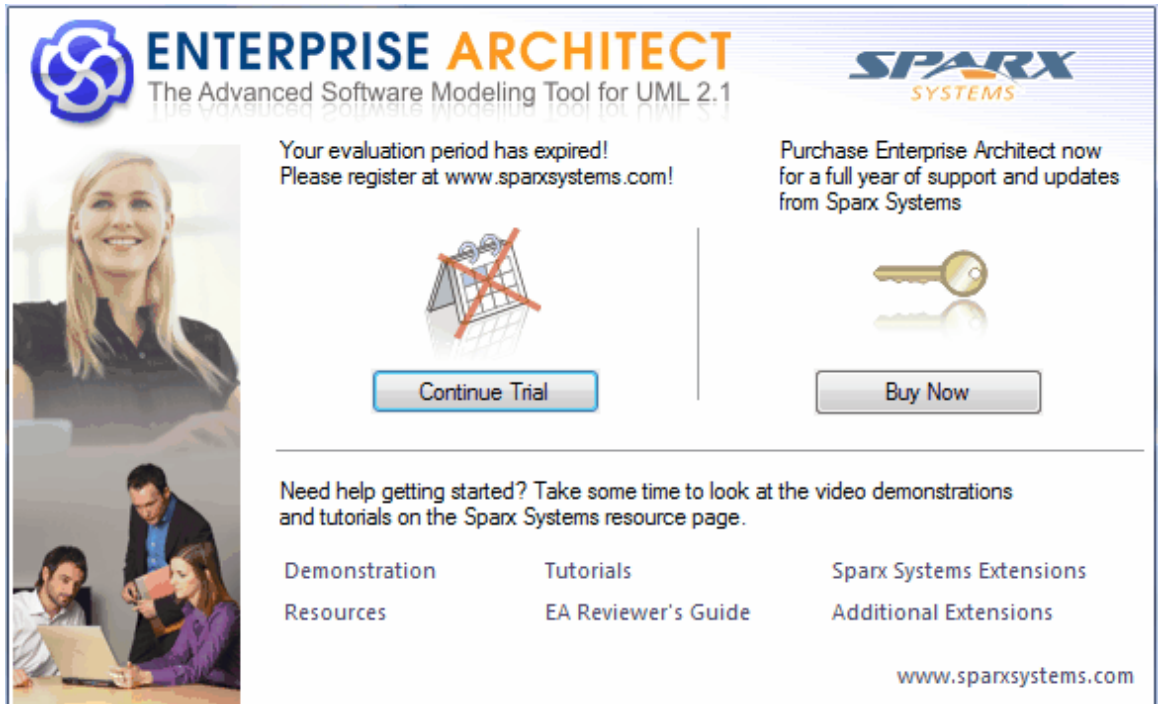 ENTERPRISE ARCHITECT
The Advanced Software Modeling Tool for UML 2.1
SPARX
SYSTEMS
Your evaluation period has expired!
Please register at www.sparxsystems.com!
Purchase Enterprise Architect now
for a full year of support and updates
from Sparx Systems
Continue Trial
Buy Now
Need help getting started? Take some time to look at the video demonstrations
and tutorials on the Sparx Systems resource page.
Demonstration
Tutorials
Sparx Systems Extensions
Resources
EA Reviewer's Guide
Additional Extensions
www.sparxsystems.com